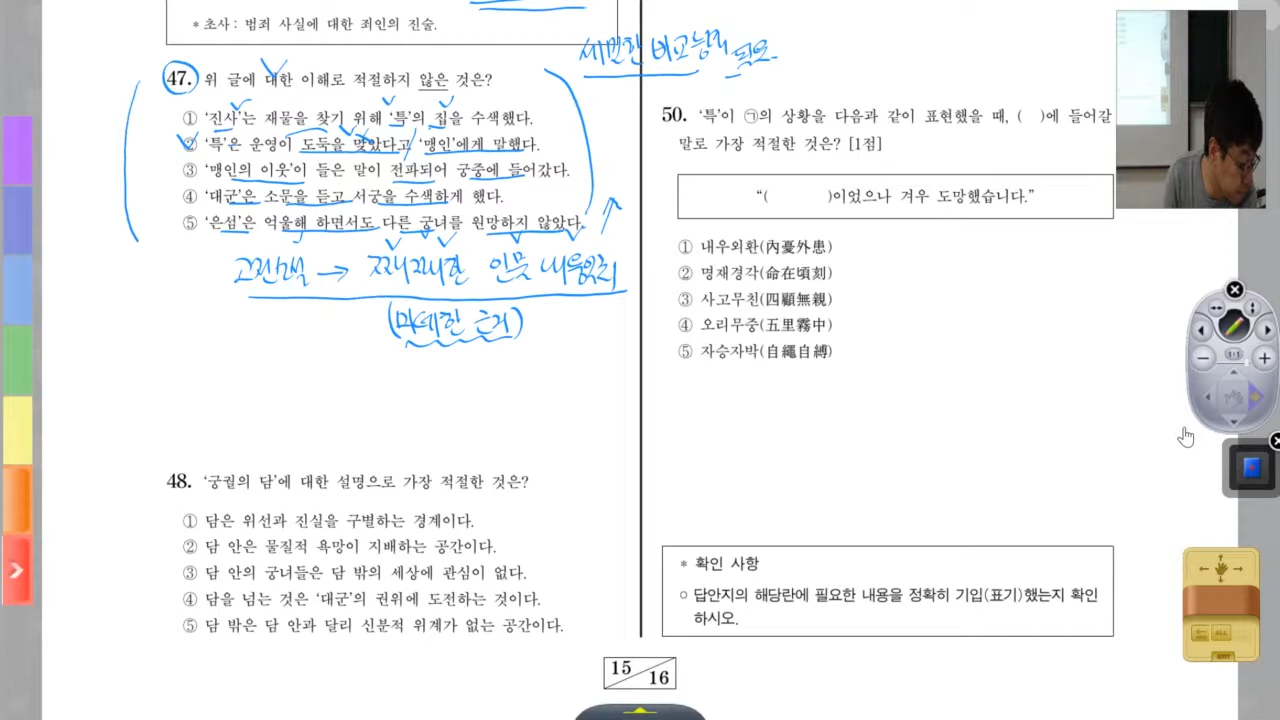 * 초사 : 범죄 사실에 대한 죄인의 진술.
세밀한 비교능력 필요.
47. 위 글에 대한 이해로 적절하지 않은 것은?
① ‘진사’는 재물을 찾기 위해 ‘특’의 집을 수색했다.
② ‘특’은 운영이 도둑을 맞았다고 ‘맹인’에게 말했다.
③ ‘맹인의 이웃’이 들은 말이 전파되어 궁중에 들어갔다.
④ ‘대군’은 소문을 듣고 서궁을 수색하게 했다.
⑤ ‘은섬’은 억울해 하면서도 다른 궁녀를 원망하지 않았다.
고전소설 → 자세한 인물
48. ‘궁궐의 담’에 대한 설명으로 가장 적절한 것은?
① 담은 위선과 진실을 구별하는 경계이다.
② 담 안은 물질적 욕망이 지배하는 공간이다.
③ 담 안의 궁녀들은 담 밖의 세상에 관심이 없다.
④ 담을 넘는 것은 ‘대군’의 권위에 도전하는 것이다.
⑤ 담 밖은 담 안과 달리 신분적 위계가 없는 공간이다.
50. ‘특’이 ㉠의 상황을 다음과 같이 표현했을 때, ( )에 들어갈
말로 가장 적절한 것은? [1점]
“( )이었으나 겨우 도망했습니다.”
① 내우외환(內憂外患)
② 명재경각(命在頃刻)
③ 사고무친(四顧無親)
④ 오리무중(五里霧中)
⑤ 자승자박(自繩自縛)
* 확인 사항
○ 답안지의 해당란에 필요한 내용을 정확히 기입(표기)했는지 확인
하시오.
15
16